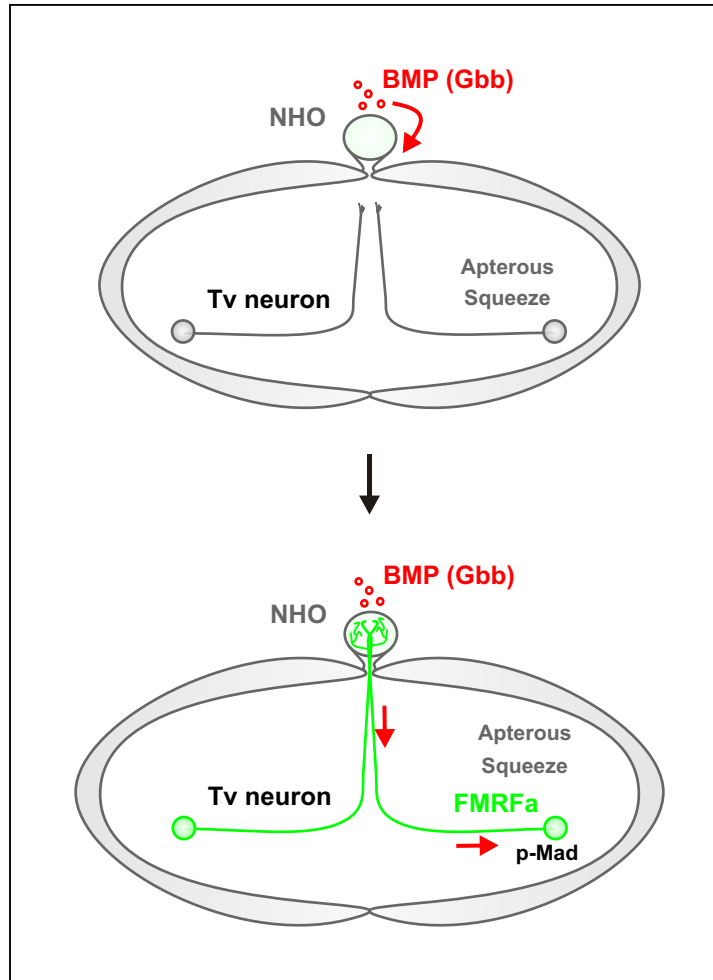 BMP (Gbb)
NHO
Apterous
Squeeze
Tv neuron
BMP (Gbb)
NHO
Apterous
Squeeze
Tv neuron
FMRFa
p-Mad